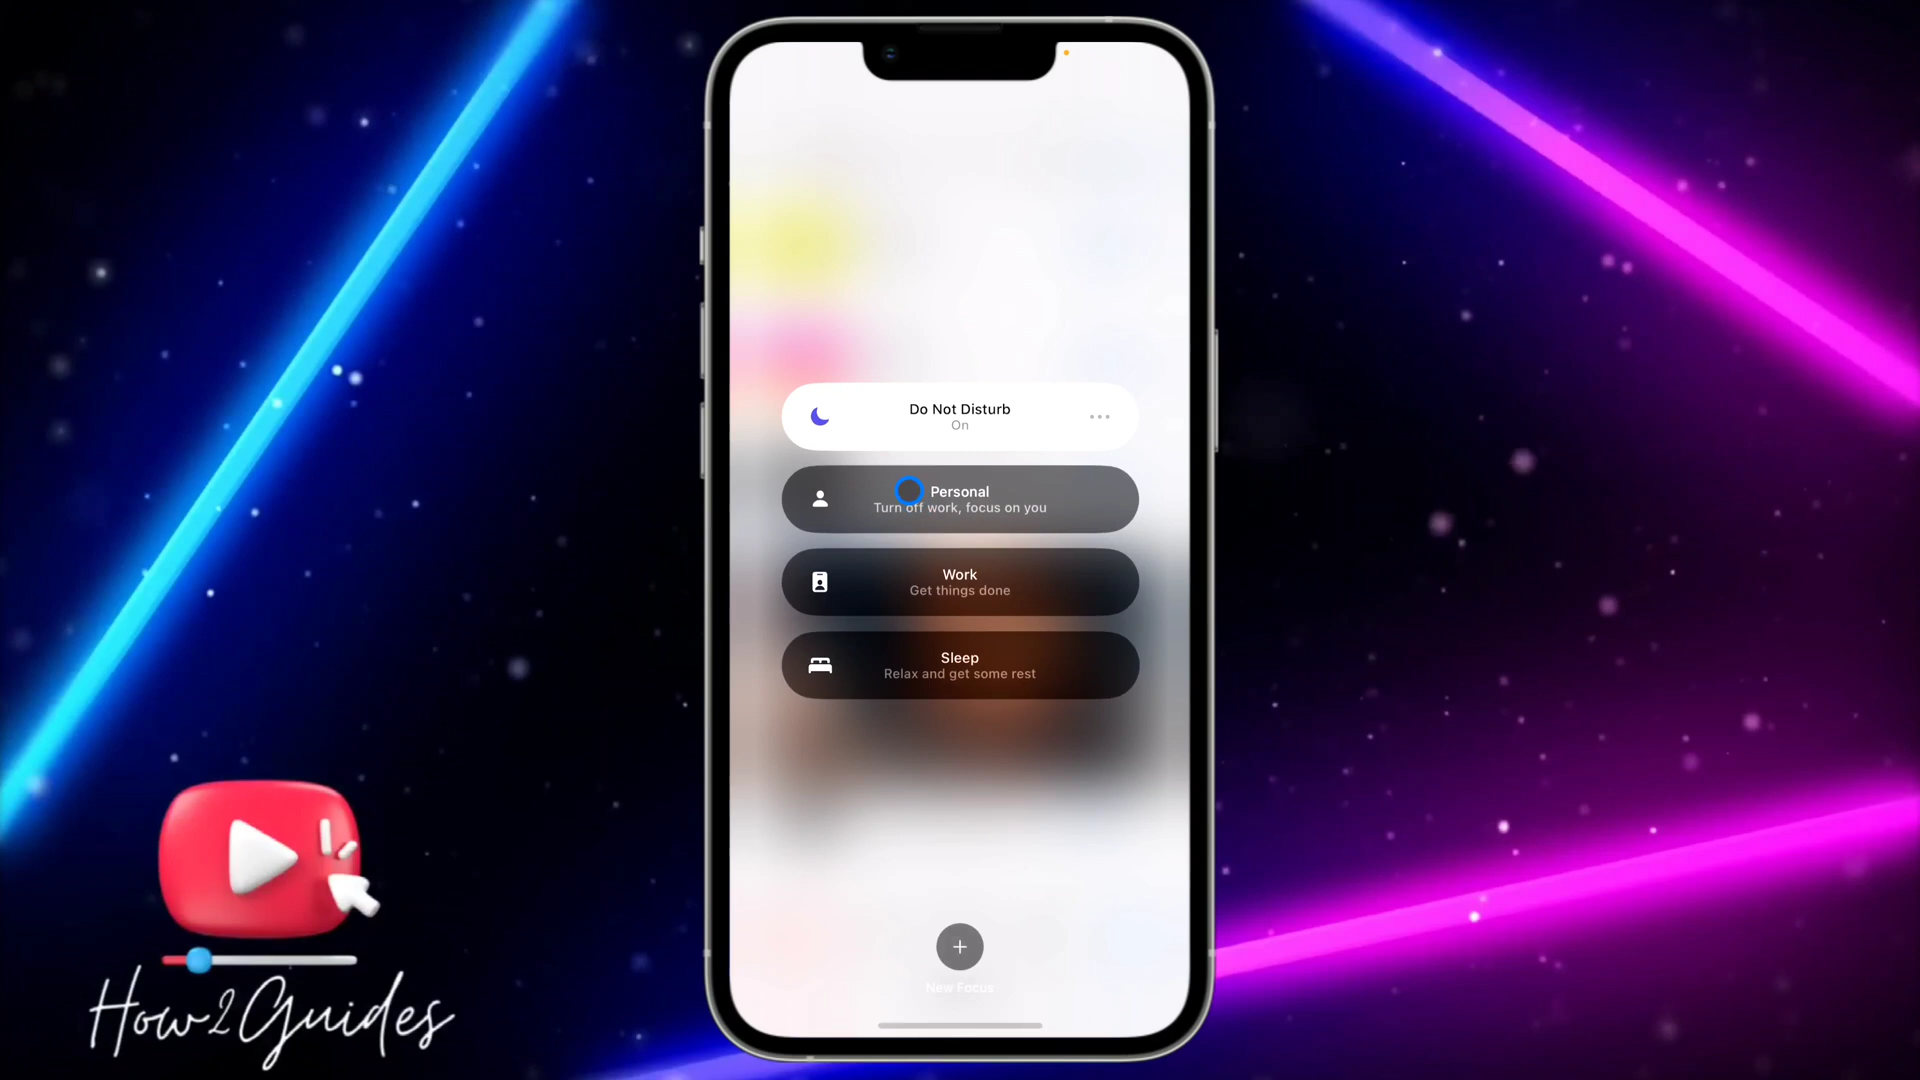 Do Not Disturb
On
Personal
Turn off work, focus on you
Work
Get things done
Sleep
Relax and get some rest
New Focus
How2Guides